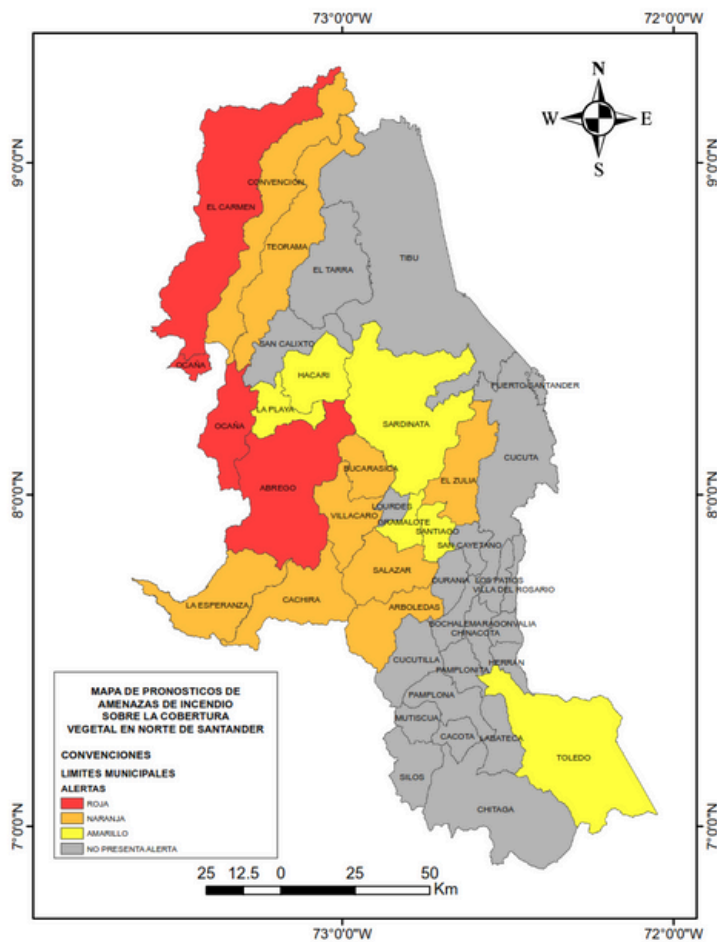 73°0'0"W
72°0'0"W
N
W
E
S
9°0'0"N
9°0'0"N
CONVENCIÓN
EL CARMEN
TEORAMA
TIBU
EL TARRA
SAN CALIXTO
OCAÑA
HACARI
PUERTO SANTANDER
LA PLAYA
OCAÑA
SARDINATA
CUCUTA
BUCARASICA
8°0'0"N
8°0'0"N
ABREGO
EL ZULIA
LOURDES
VILLACARO
GRAMALOTE
SANTIAGO
SAN CAYETANO
SALAZAR
DURANIA
LOS PATIOS
VILLA DEL ROSARIO
LA ESPERANZA
CACHIRA
ARBOLEDAS
BOCHALEMA
RAGONVALIA
CHINACOTA
CUCUTILLA
HERRAN
PAMPLONITA
PAMPLONA
MUTISCUA
CACOTA
LABATECA
TOLEDO
SILOS
CHITAGA
7°0'0"N
7°0'0"N
MAPA DE PRONOSTICOS DE
AMENAZAS DE INCENDIO
SOBRE LA COBERTURA
VEGETAL EN NORTE DE SANTANDER
CONVENCIONES
LIMITES MUNICIPALES
ALERTAS
ROJA
NARANJA
AMARILLO
NO PRESENTA ALERTA
25 12.5 0 25 50
Km
73°0'0"W
72°0'0"W